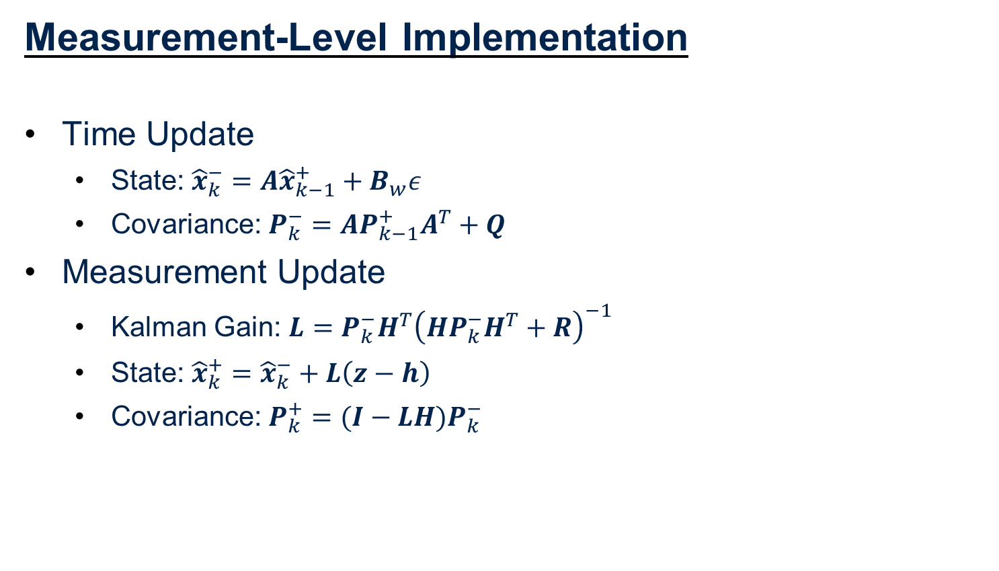 Measurement-Level Implementation
• Time Update
• State: $\hat{\boldsymbol{x}}_k^- = \boldsymbol{A}\hat{\boldsymbol{x}}_{k-1}^+ + \boldsymbol{B}_w\epsilon$
• Covariance: $\boldsymbol{P}_k^- = \boldsymbol{A}\boldsymbol{P}_{k-1}^+\boldsymbol{A}^T + \boldsymbol{Q}$
• Measurement Update
• Kalman Gain: $\boldsymbol{L} = \boldsymbol{P}_k^-\boldsymbol{H}^T\left(\boldsymbol{H}\boldsymbol{P}_k^-\boldsymbol{H}^T + \boldsymbol{R}\right)^{-1}$
• State: $\hat{\boldsymbol{x}}_k^+ = \hat{\boldsymbol{x}}_k^- + \boldsymbol{L}(\boldsymbol{z} - \boldsymbol{h})$
• Covariance: $\boldsymbol{P}_k^+ = (\boldsymbol{I} - \boldsymbol{L}\boldsymbol{H})\boldsymbol{P}_k^-$